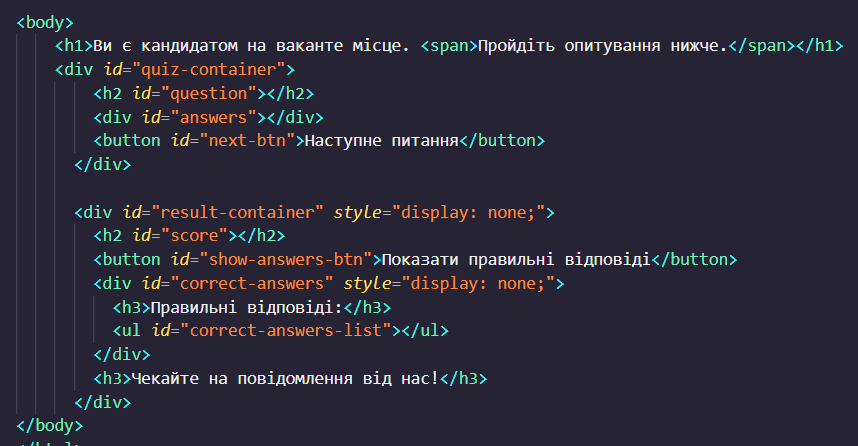 <body>
<h1>Ви є кандидатом на ваканте місце. <span>Пройдіть опитування нижче.</span></h1>
<div id="quiz-container">
<h2 id="question"></h2>
<div id="answers"></div>
<button id="next-btn">Наступне питання</button>
</div>
<div id="result-container" style="display: none;">
<h2 id="score"></h2>
<button id="show-answers-btn">Показати правильні відповіді</button>
<div id="correct-answers" style="display: none;">
<h3>Правильні відповіді:</h3>
<ul id="correct-answers-list"></ul>
</div>
<h3>Чекайте на повідомлення від нас!</h3>
</div>
</body>